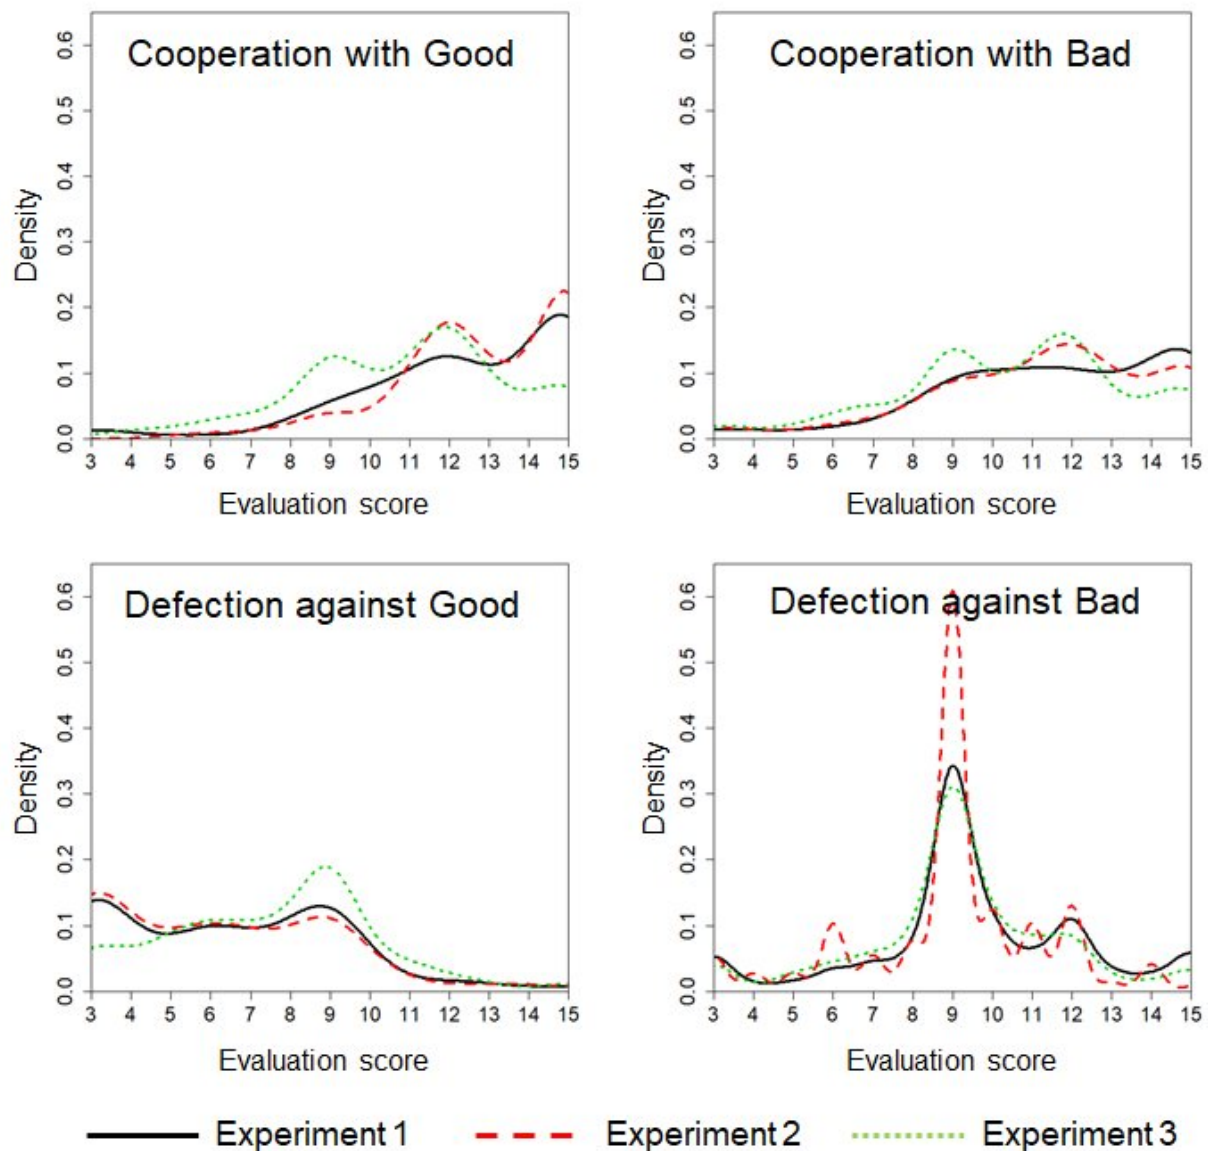 Cooperation with Good
Density
0.0 0.1 0.2 0.3 0.4 0.5 0.6
3 4 5 6 7 8 9 10 11 12 13 14 15
Evaluation score
Cooperation with Bad
Density
0.0 0.1 0.2 0.3 0.4 0.5 0.6
3 4 5 6 7 8 9 10 11 12 13 14 15
Evaluation score
Defection against Good
Density
0.0 0.1 0.2 0.3 0.4 0.5 0.6
3 4 5 6 7 8 9 10 11 12 13 14 15
Evaluation score
Defection against Bad
Density
0.0 0.1 0.2 0.3 0.4 0.5 0.6
3 4 5 6 7 8 9 10 11 12 13 14 15
Evaluation score
Experiment 1 Experiment 2 Experiment 3